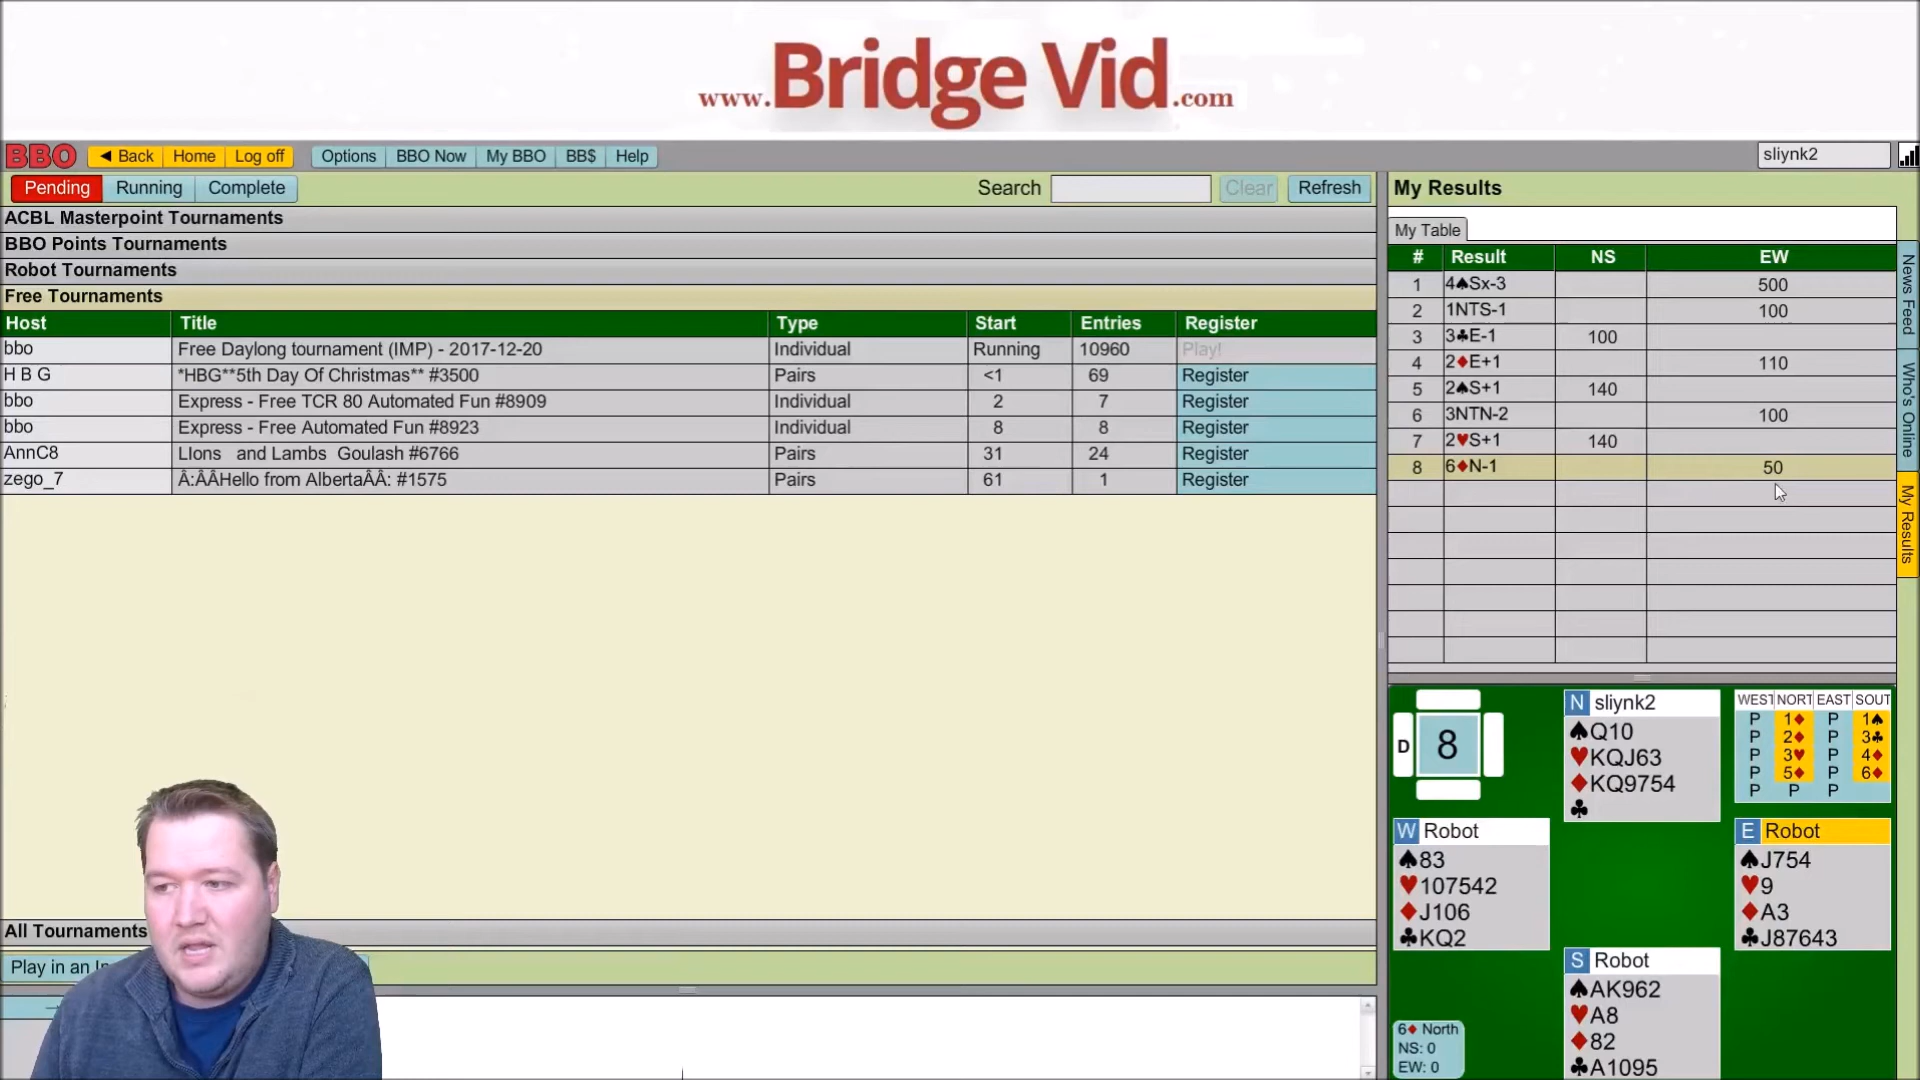 www.Bridge Vid.com
BBO ◄ Back Home Log off Options BBO Now My BBO BB$ Help sliynk2
Pending Running Complete Search Clear Refresh
ACBL Masterpoint Tournaments
BBO Points Tournaments
Robot Tournaments
Free Tournaments
Host Title Type Start Entries Register
bbo Free Daylong tournament (IMP) - 2017-12-20 Individual Running 10960 Play!
H B G *HBG**5th Day Of Christmas** #3500 Pairs <1 69 Register
bbo Express - Free TCR 80 Automated Fun #8909 Individual 2 7 Register
bbo Express - Free Automated Fun #8923 Individual 8 8 Register
AnnC8 LIons and Lambs Goulash #6766 Pairs 31 24 Register
zego_7 Â:ÂÂHello from AlbertaÂÂ: #1575 Pairs 61 1 Register
All Tournaments
Play in an
My Results
My Table
# Result NS EW
1 4♠Sx-3 500
2 1NTS-1 100
3 3♣E-1 100
4 2♦E+1 110
5 2♠S+1 140
6 3NTN-2 100
7 2♥S+1 140
8 6♦N-1 50
News Feed
Who's Online
My Results
D 8
N sliynk2
♠Q10
♥KQJ63
♦KQ9754
♣
WEST NORT EAST SOUT
P 1♦ P 1♠
P 2♦ P 3♣
P 3♥ P 4♦
P 5♦ P 6♦
P P P
W Robot
♠83
♥107542
♦J106
♣KQ2
E Robot
♠J754
♥9
♦A3
♣J87643
S Robot
♠AK962
♥A8
♦82
♣A1095
6♦ North
NS: 0
EW: 0